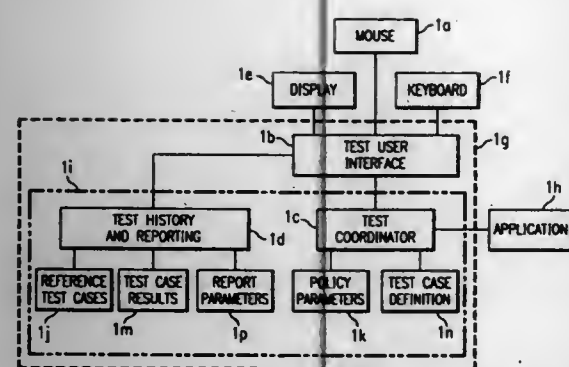 MOUSE
1a
1e
DISPLAY
KEYBOARD
1f
1b
TEST USER
INTERFACE
1g
1i
1h
TEST HISTORY
AND REPORTING
1d
1c
TEST
COORDINATOR
APPLICATION
REFERENCE
TEST CASES
TEST CASE
RESULTS
REPORT
PARAMETERS
POLICY
PARAMETERS
TEST CASE
DEFINITION
1j
1m
1p
1k
1n